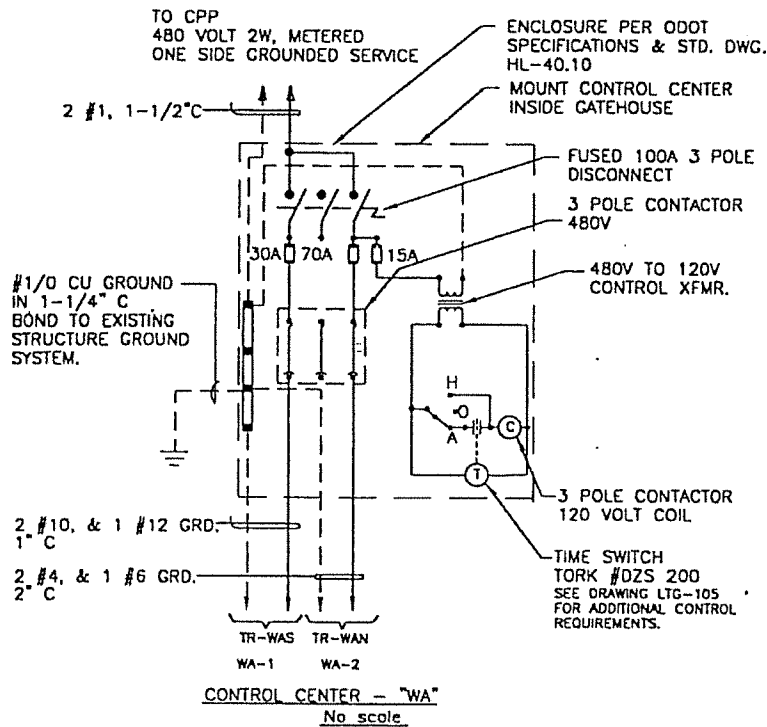 TO CPP
480 VOLT 2W, METERED
ONE SIDE GROUNDED SERVICE
ENCLOSURE PER ODOT
SPECIFICATIONS & STD. DWG.
HL-40.10
2 #1, 1-1/2"C
MOUNT CONTROL CENTER
INSIDE GATEHOUSE
FUSED 100A 3 POLE
DISCONNECT
3 POLE CONTACTOR
480V
30A
70A
15A
#1/0 CU GROUND
IN 1-1/4" C
BOND TO EXISTING
STRUCTURE GROUND
SYSTEM.
480V TO 120V
CONTROL XFMR.
H
O
A
C
T
3 POLE CONTACTOR
120 VOLT COIL
2 #10, & 1 #12 GRD.
1" C
2 #4, & 1 #6 GRD.
2" C
TIME SWITCH
TORK #DZS 200
SEE DRAWING LTG-105
FOR ADDITIONAL CONTROL
REQUIREMENTS.
TR-WAS TR-WAN
WA-1 WA-2
CONTROL CENTER - "WA"
No scale